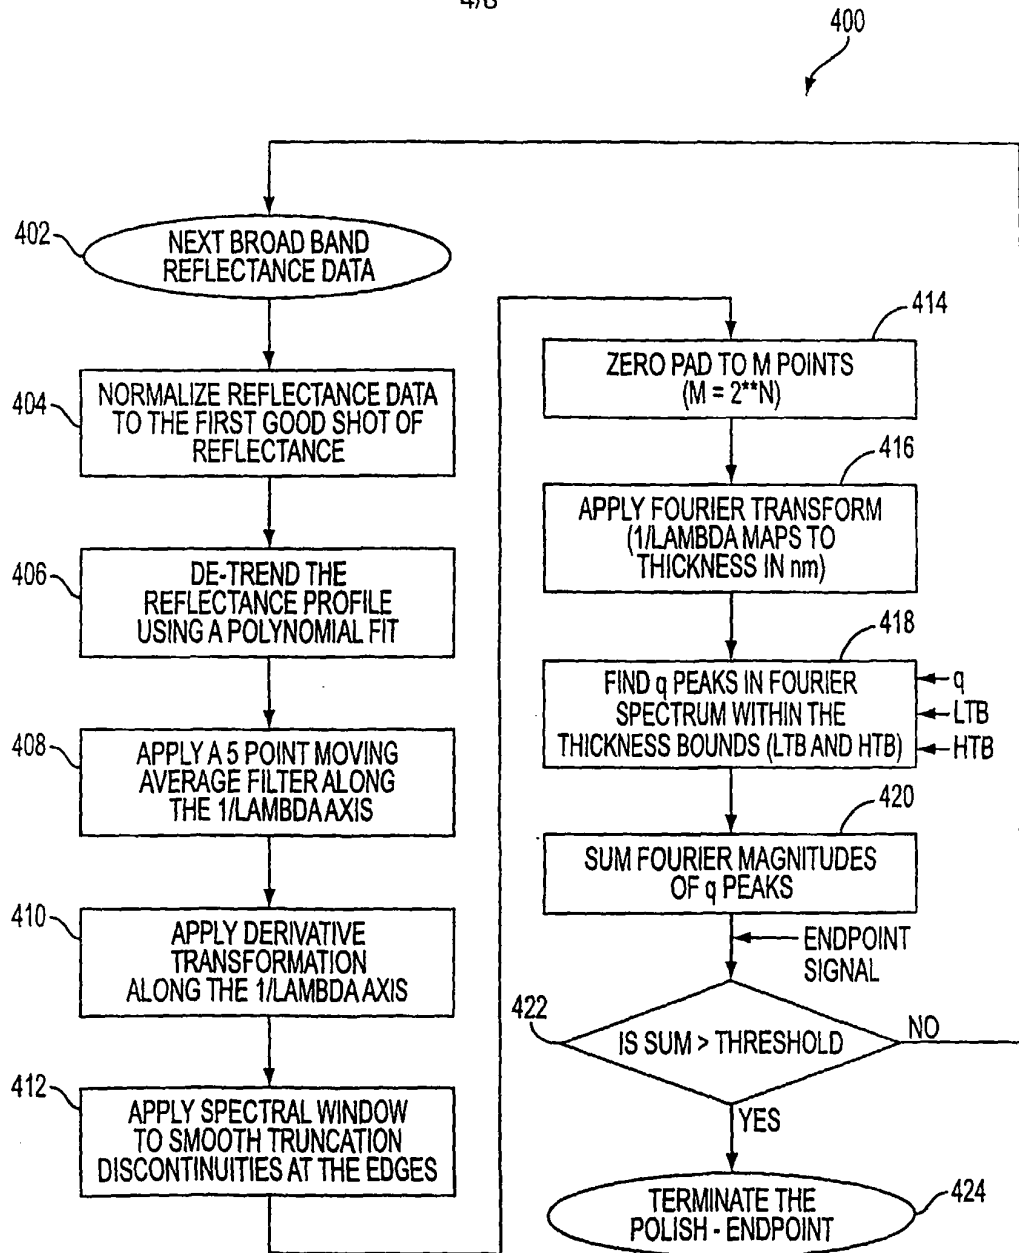 4/8
400
402
NEXT BROAD BAND
REFLECTANCE DATA
404
NORMALIZE REFLECTANCE DATA
TO THE FIRST GOOD SHOT OF
REFLECTANCE
406
DE-TREND THE
REFLECTANCE PROFILE
USING A POLYNOMIAL FIT
408
APPLY A 5 POINT MOVING
AVERAGE FILTER ALONG
THE 1/LAMBDA AXIS
410
APPLY DERIVATIVE
TRANSFORMATION
ALONG THE 1/LAMBDA AXIS
412
APPLY SPECTRAL WINDOW
TO SMOOTH TRUNCATION
DISCONTINUITIES AT THE EDGES
414
ZERO PAD TO M POINTS
(M = 2**N)
416
APPLY FOURIER TRANSFORM
(1/LAMBDA MAPS TO
THICKNESS IN nm)
418
FIND q PEAKS IN FOURIER
SPECTRUM WITHIN THE
THICKNESS BOUNDS (LTB AND HTB)
q
LTB
HTB
420
SUM FOURIER MAGNITUDES
OF q PEAKS
ENDPOINT
SIGNAL
422
IS SUM > THRESHOLD
NO
YES
424
TERMINATE THE
POLISH - ENDPOINT